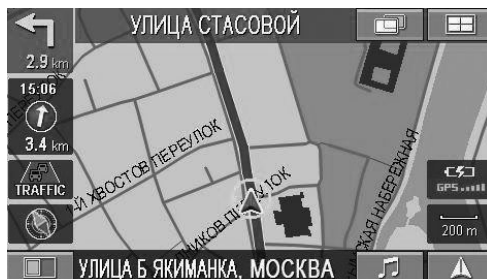 УЛИЦА СТАСОВОЙ
2.9 km
15:06
3.4 km
TRAFFIC
1-Й ХВОСТОВ ПЕРЕУЛОК
НАБЕРЕЖНАЯ
GPS
200 m
УЛИЦА Б ЯКИМАНКА, МОСКВА